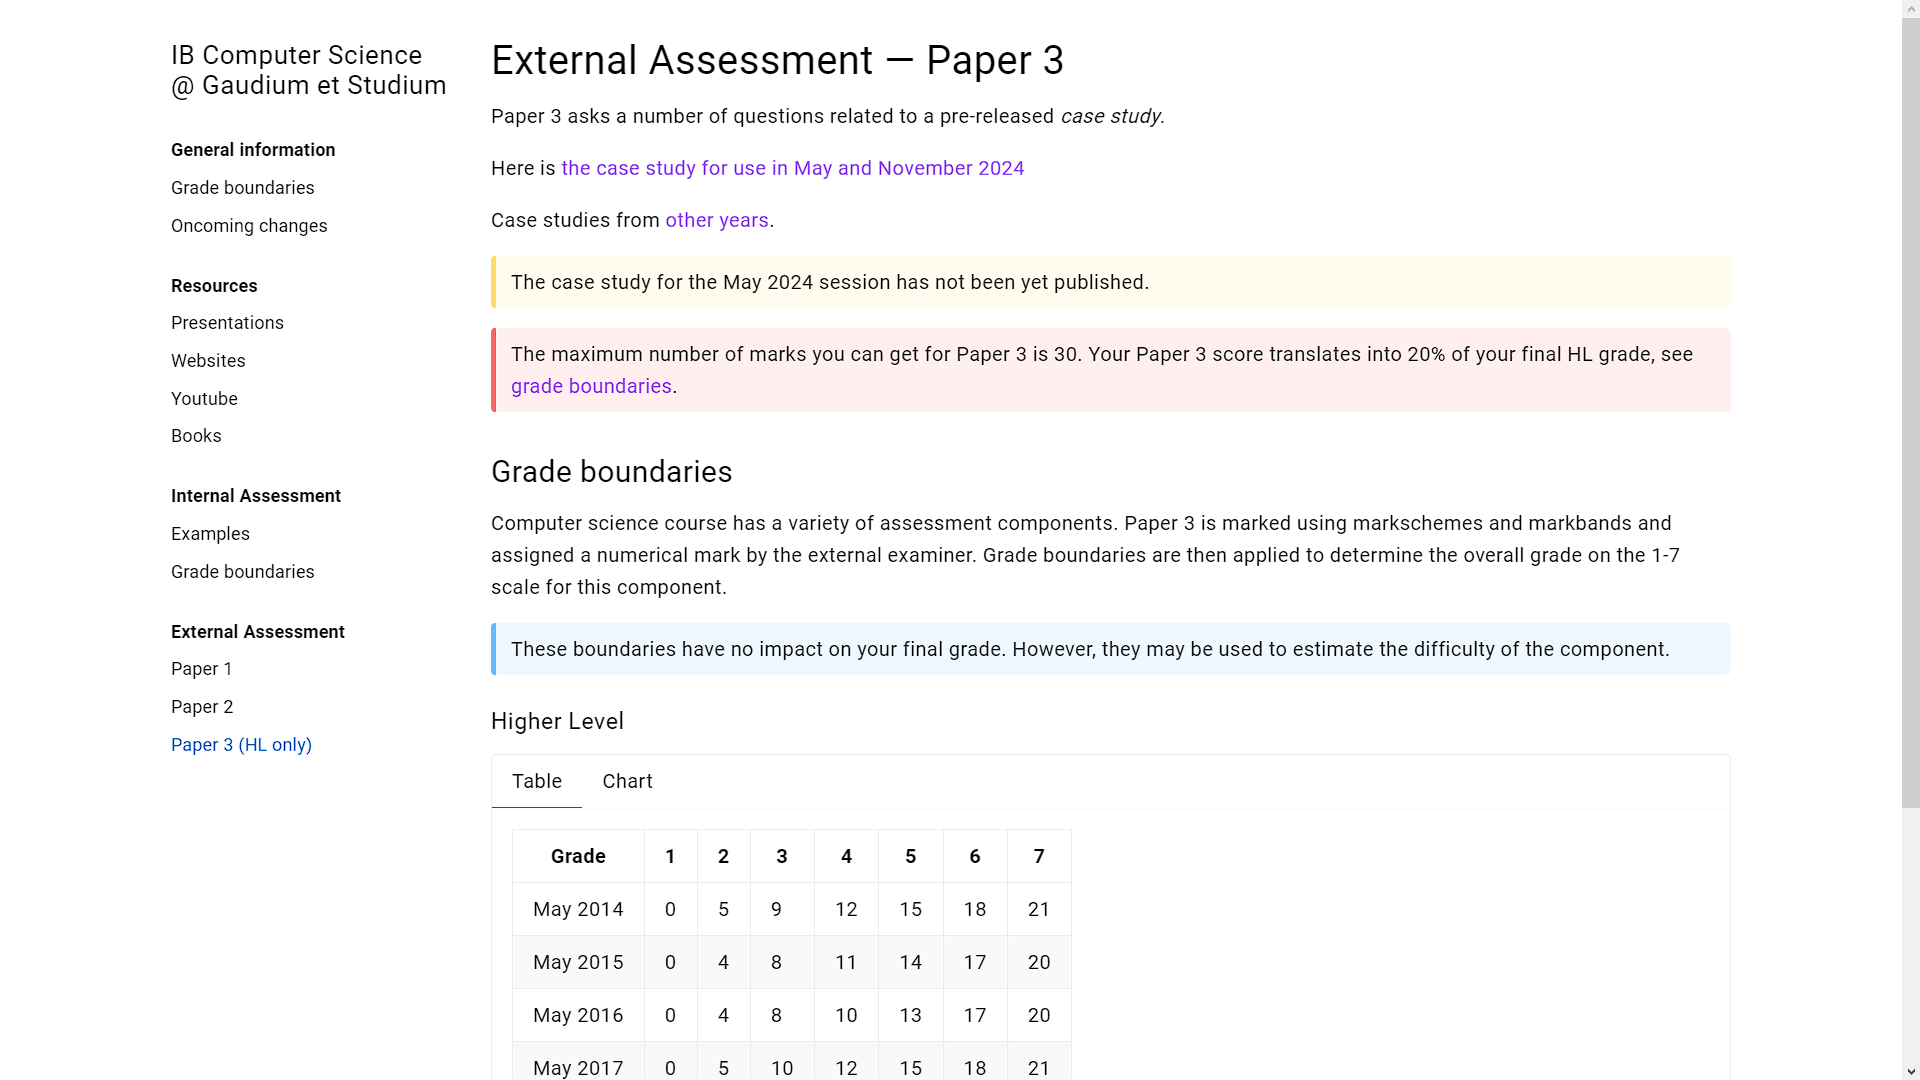 IB Computer Science
@ Gaudium et Studium
General information
Grade boundaries
Oncoming changes
Resources
Presentations
Websites
Youtube
Books
Internal Assessment
Examples
Grade boundaries
External Assessment
Paper 1
Paper 2
Paper 3 (HL only)
External Assessment — Paper 3
Paper 3 asks a number of questions related to a pre-released case study.
Here is the case study for use in May and November 2024
Case studies from other years.
The case study for the May 2024 session has not been yet published.
The maximum number of marks you can get for Paper 3 is 30. Your Paper 3 score translates into 20% of your final HL grade, see
grade boundaries.
Grade boundaries
Computer science course has a variety of assessment components. Paper 3 is marked using markschemes and markbands and
assigned a numerical mark by the external examiner. Grade boundaries are then applied to determine the overall grade on the 1-7
scale for this component.
These boundaries have no impact on your final grade. However, they may be used to estimate the difficulty of the component.
Higher Level
Table Chart
Grade 1 2 3 4 5 6 7
May 2014 0 5 9 12 15 18 21
May 2015 0 4 8 11 14 17 20
May 2016 0 4 8 10 13 17 20
May 2017 0 5 10 12 15 18 21